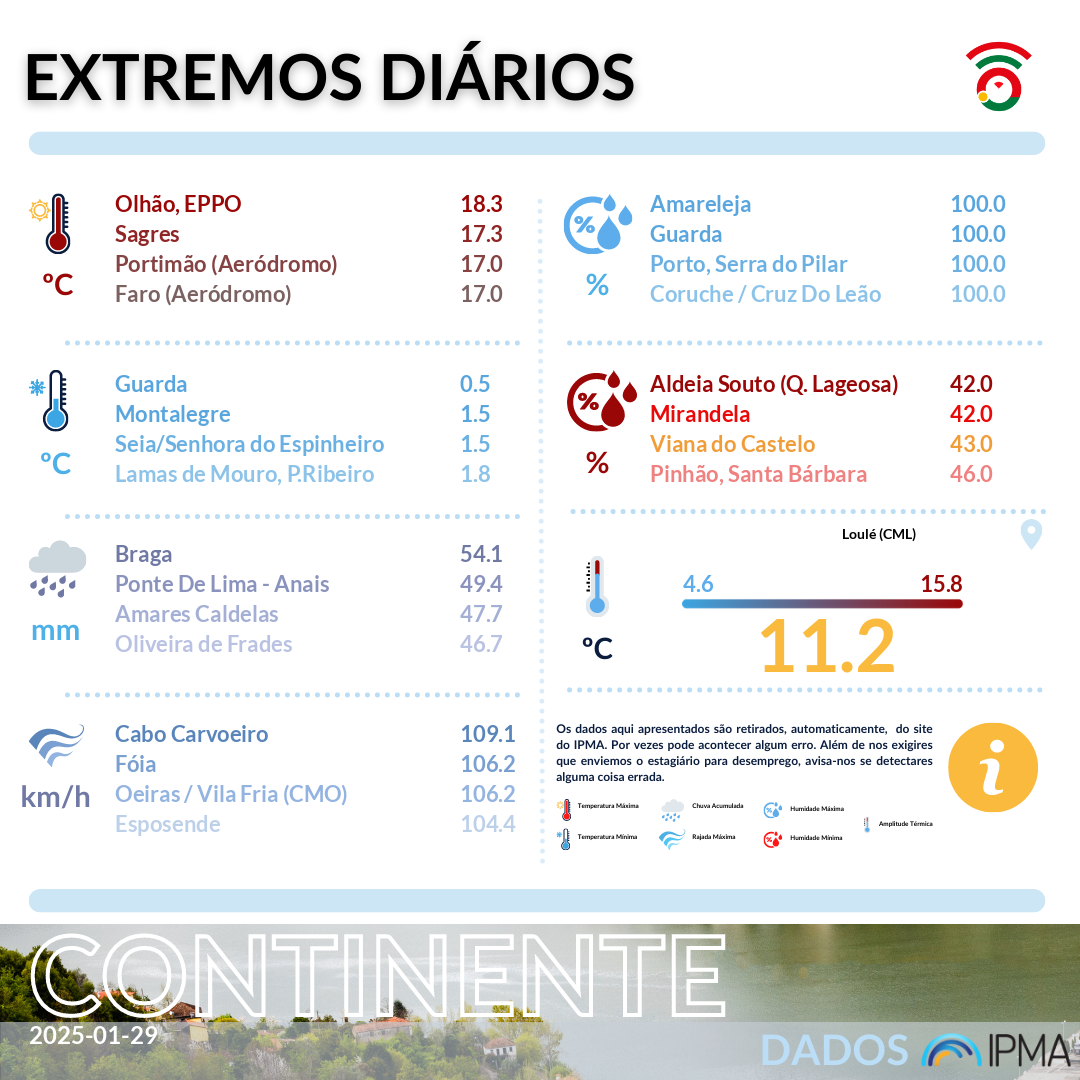 EXTREMOS DIÁRIOS
Olhão, EPPO 18.3
Sagres 17.3
Portimão (Aeródromo) 17.0
Faro (Aeródromo) 17.0
ºC
Guarda 0.5
Montalegre 1.5
Seia/Senhora do Espinheiro 1.5
Lamas de Mouro, P.Ribeiro 1.8
ºC
Braga 54.1
Ponte De Lima - Anais 49.4
Amares Caldelas 47.7
Oliveira de Frades 46.7
mm
Cabo Carvoeiro 109.1
Fóia 106.2
Oeiras / Vila Fria (CMO) 106.2
Esposende 104.4
km/h
%
Amareleja 100.0
Guarda 100.0
Porto, Serra do Pilar 100.0
Coruche / Cruz Do Leão 100.0
%
%
Aldeia Souto (Q. Lageosa) 42.0
Mirandela 42.0
Viana do Castelo 43.0
Pinhão, Santa Bárbara 46.0
%
Loulé (CML)
4.6 15.8
11.2
ºC
Os dados aqui apresentados são retirados, automaticamente, do site
do IPMA. Por vezes pode acontecer algum erro. Além de nos exigires
que enviemos o estagiário para desemprego, avisa-nos se detectares
alguma coisa errada.
i
Temperatura Máxima Chuva Acumulada Humidade Máxima
Amplitude Térmica
Temperatura Mínima Rajada Máxima Humidade Mínima
CONTINENTE
2025-01-29
DADOS IPMA